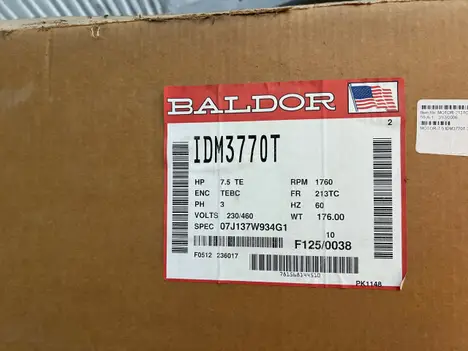 BALDOR
2
IDM3770T
HP 7.5 TE RPM 1760
ENC TEBC FR 213TC
PH 3 HZ 60
VOLTS 230/460 WT 176.00
SPEC 07J137W934G1
10
F125/0038
F0512 236017
781568144510
PK1148